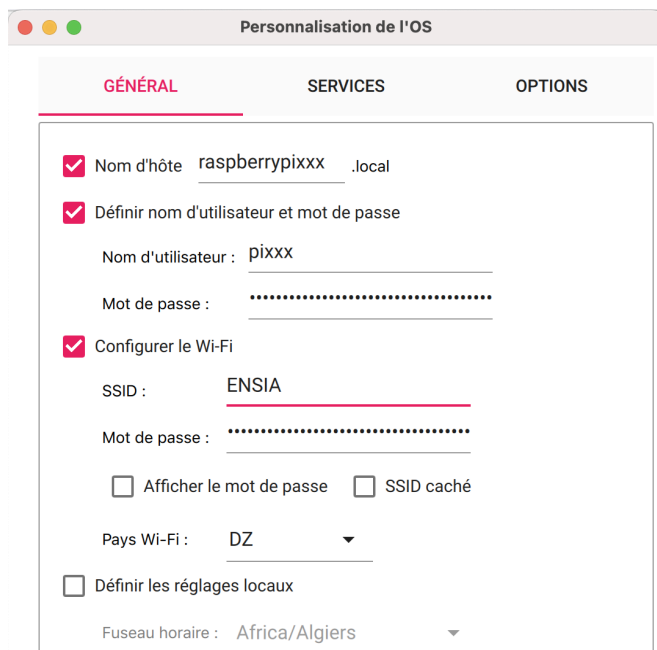 Personnalisation de l'OS
GÉNÉRAL SERVICES OPTIONS
Nom d'hôte raspberrypixxx .local
Définir nom d'utilisateur et mot de passe
Nom d'utilisateur : pixxx
Mot de passe : ••••••••••••••••••••••••••••••••••••
Configurer le Wi-Fi
SSID : ENSIA
Mot de passe : ••••••••••••••••••••••••••••••••••••
Afficher le mot de passe SSID caché
Pays Wi-Fi : DZ
Définir les réglages locaux
Fuseau horaire : Africa/Algiers